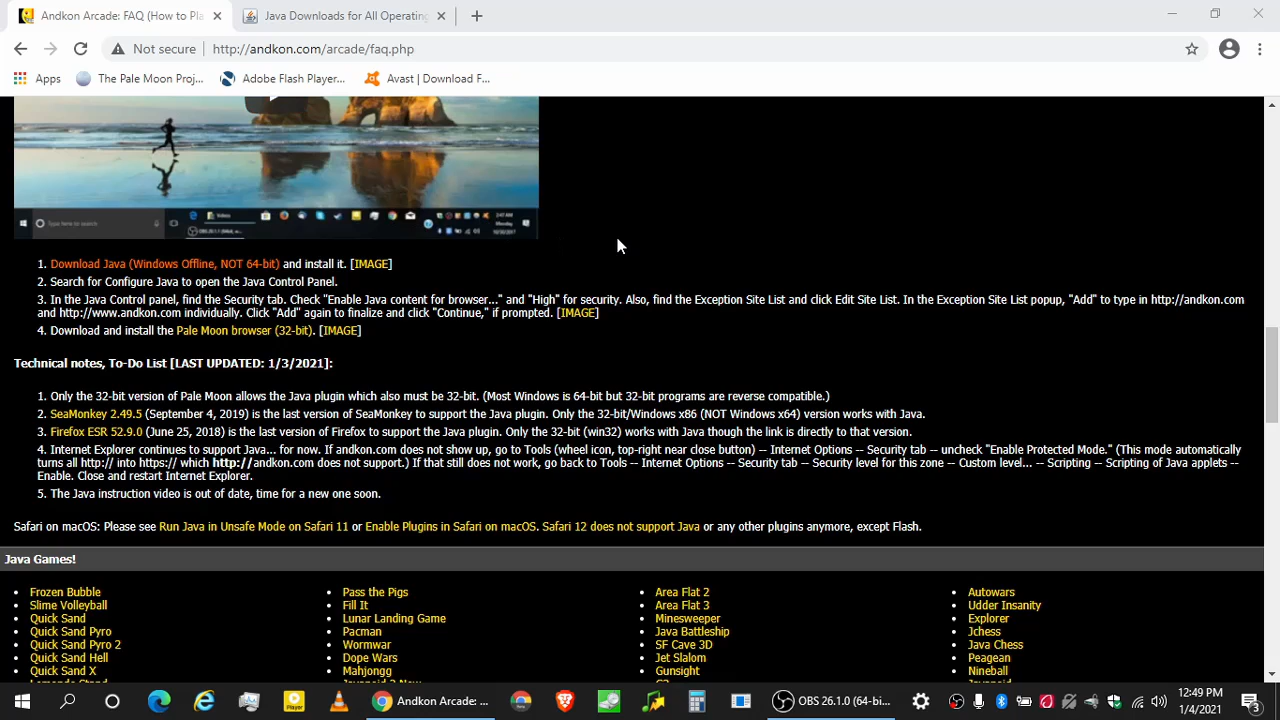 Andkon Arcade: FAQ (How to Pla
Java Downloads for All Operating
Not secure
http://andkon.com/arcade/faq.php
Apps
The Pale Moon Proj...
Adobe Flash Player...
Avast | Download F...
Type here to search
Videos
2:47 AM
Monday
1. Download Java (Windows Offline, NOT 64-bit) and install it. [IMAGE]
2. Search for Configure Java to open the Java Control Panel.
3. In the Java Control panel, find the Security tab. Check "Enable Java content for browser..." and "High" for security. Also, find the Exception Site List and click Edit Site List. In the Exception Site List popup, "Add" to type in http://andkon.com
and http://www.andkon.com individually. Click "Add" again to finalize and click "Continue," if prompted. [IMAGE]
4. Download and install the Pale Moon browser (32-bit). [IMAGE]
Technical notes, To-Do List [LAST UPDATED: 1/3/2021]:
1. Only the 32-bit version of Pale Moon allows the Java plugin which also must be 32-bit. (Most Windows is 64-bit but 32-bit programs are reverse compatible.)
2. SeaMonkey 2.49.5 (September 4, 2019) is the last version of SeaMonkey to support the Java plugin. Only the 32-bit/Windows x86 (NOT Windows x64) version works with Java.
3. Firefox ESR 52.9.0 (June 25, 2018) is the last version of Firefox to support the Java plugin. Only the 32-bit (win32) works with Java though the link is directly to that version.
4. Internet Explorer continues to support Java... for now. If andkon.com does not show up, go to Tools (wheel icon, top-right near close button) -- Internet Options -- Security tab -- uncheck "Enable Protected Mode." (This mode automatically
turns all http:// into https:// which http://andkon.com does not support.) If that still does not work, go back to Tools -- Internet Options -- Security tab -- Security level for this zone -- Custom level... -- Scripting -- Scripting of Java applets --
Enable. Close and restart Internet Explorer.
5. The Java instruction video is out of date, time for a new one soon.
Safari on macOS: Please see Run Java in Unsafe Mode on Safari 11 or Enable Plugins in Safari on macOS. Safari 12 does not support Java or any other plugins anymore, except Flash.
Java Games!
Frozen Bubble Pass the Pigs Area Flat 2 Autowars
Slime Volleyball Fill It Area Flat 3 Udder Insanity
Quick Sand Lunar Landing Game Minesweeper Explorer
Quick Sand Pyro Pacman Java Battleship Jchess
Quick Sand Pyro 2 Wormwar SF Cave 3D Java Chess
Quick Sand Hell Dope Wars Jet Slalom Peagean
Quick Sand X Mahjongg Gunsight Nineball
Player
Andkon Arcade: ...
OBS 26.1.0 (64-bi...
12:49 PM
1/4/2021
3